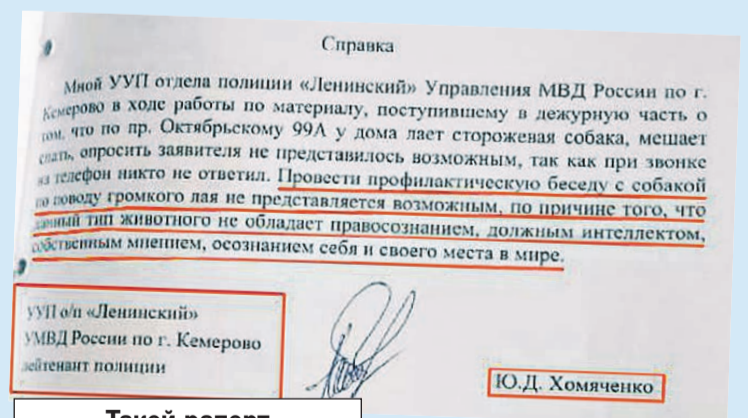 Справка
Мной УУП отдела полиции «Ленинский» Управления МВД России по г.
Кемерово в ходе работы по материалу, поступившему в дежурную часть о
том, что по пр. Октябрьскому 99А у дома лает сторожевая собака, мешает
спать, опросить заявителя не представилось возможным, так как при звонке
на телефон никто не ответил. Провести профилактическую беседу с собакой
по поводу громкого лая не представляется возможным, по причине того, что
данный тип животного не обладает правосознанием, должным интеллектом,
собственным мнением, осознанием себя и своего места в мире.
УУП о/п «Ленинский»
УМВД России по г. Кемерово
лейтенант полиции
Ю.Д. Хомяченко
Такой рапорт